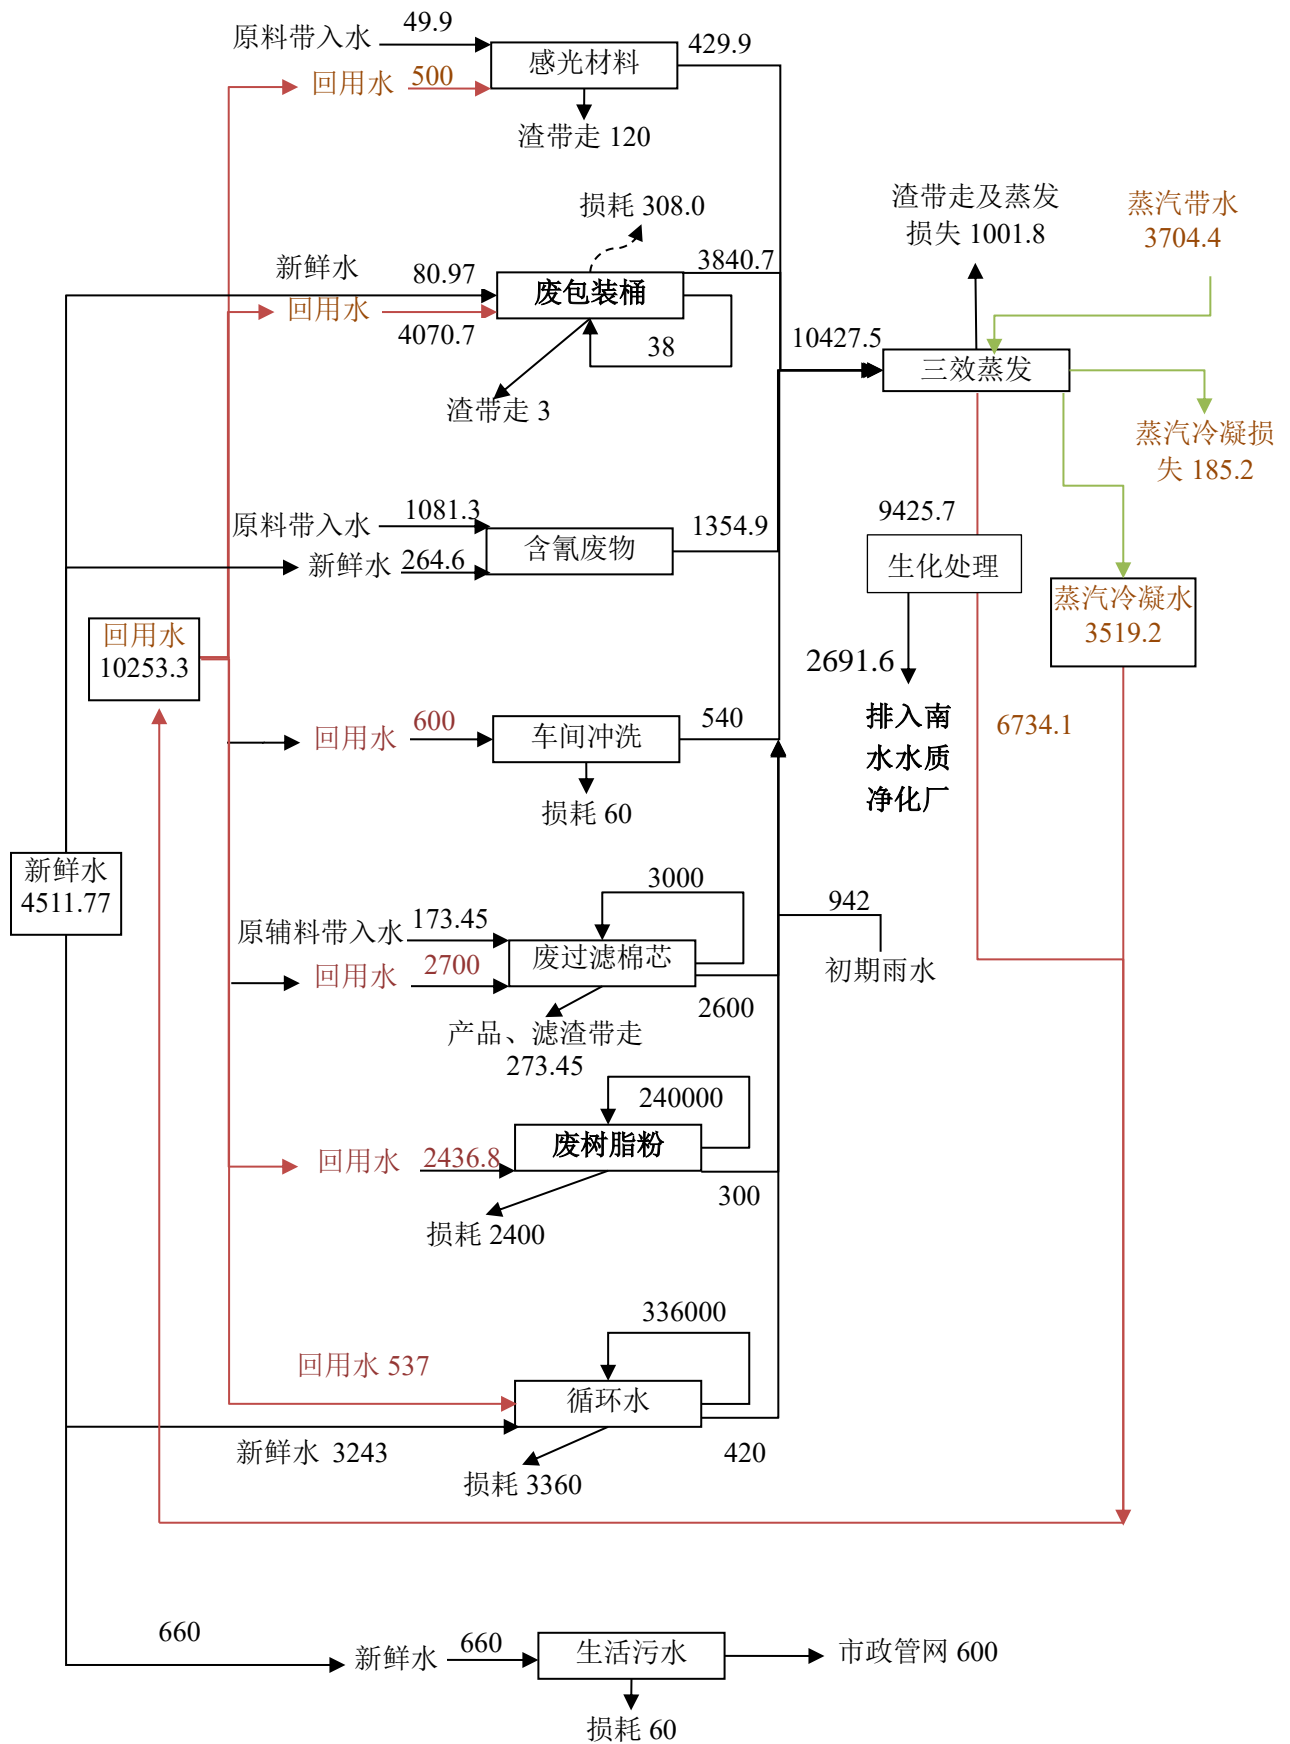 原料带入水
49.9
感光材料
429.9
回用水
500
渣带走 120
损耗 308.0
渣带走及蒸发
损失 1001.8
蒸汽带水
3704.4
新鲜水
80.97
废包装桶
3840.7
回用水
4070.7
38
10427.5
三效蒸发
渣带走 3
蒸汽冷凝损
失 185.2
原料带入水
1081.3
含氰废物
1354.9
新鲜水
264.6
9425.7
生化处理
蒸汽冷凝水
3519.2
回用水
10253.3
2691.6
排入南
水水质
净化厂
6734.1
回用水
600
车间冲洗
540
损耗 60
新鲜水
4511.77
3000
原辅料带入水
173.45
废过滤棉芯
回用水
2700
2600
942
初期雨水
产品、滤渣带走
273.45
240000
废树脂粉
回用水
2436.8
300
损耗 2400
336000
回用水 537
循环水
新鲜水 3243
420
损耗 3360
660
新鲜水
660
生活污水
市政管网 600
损耗 60